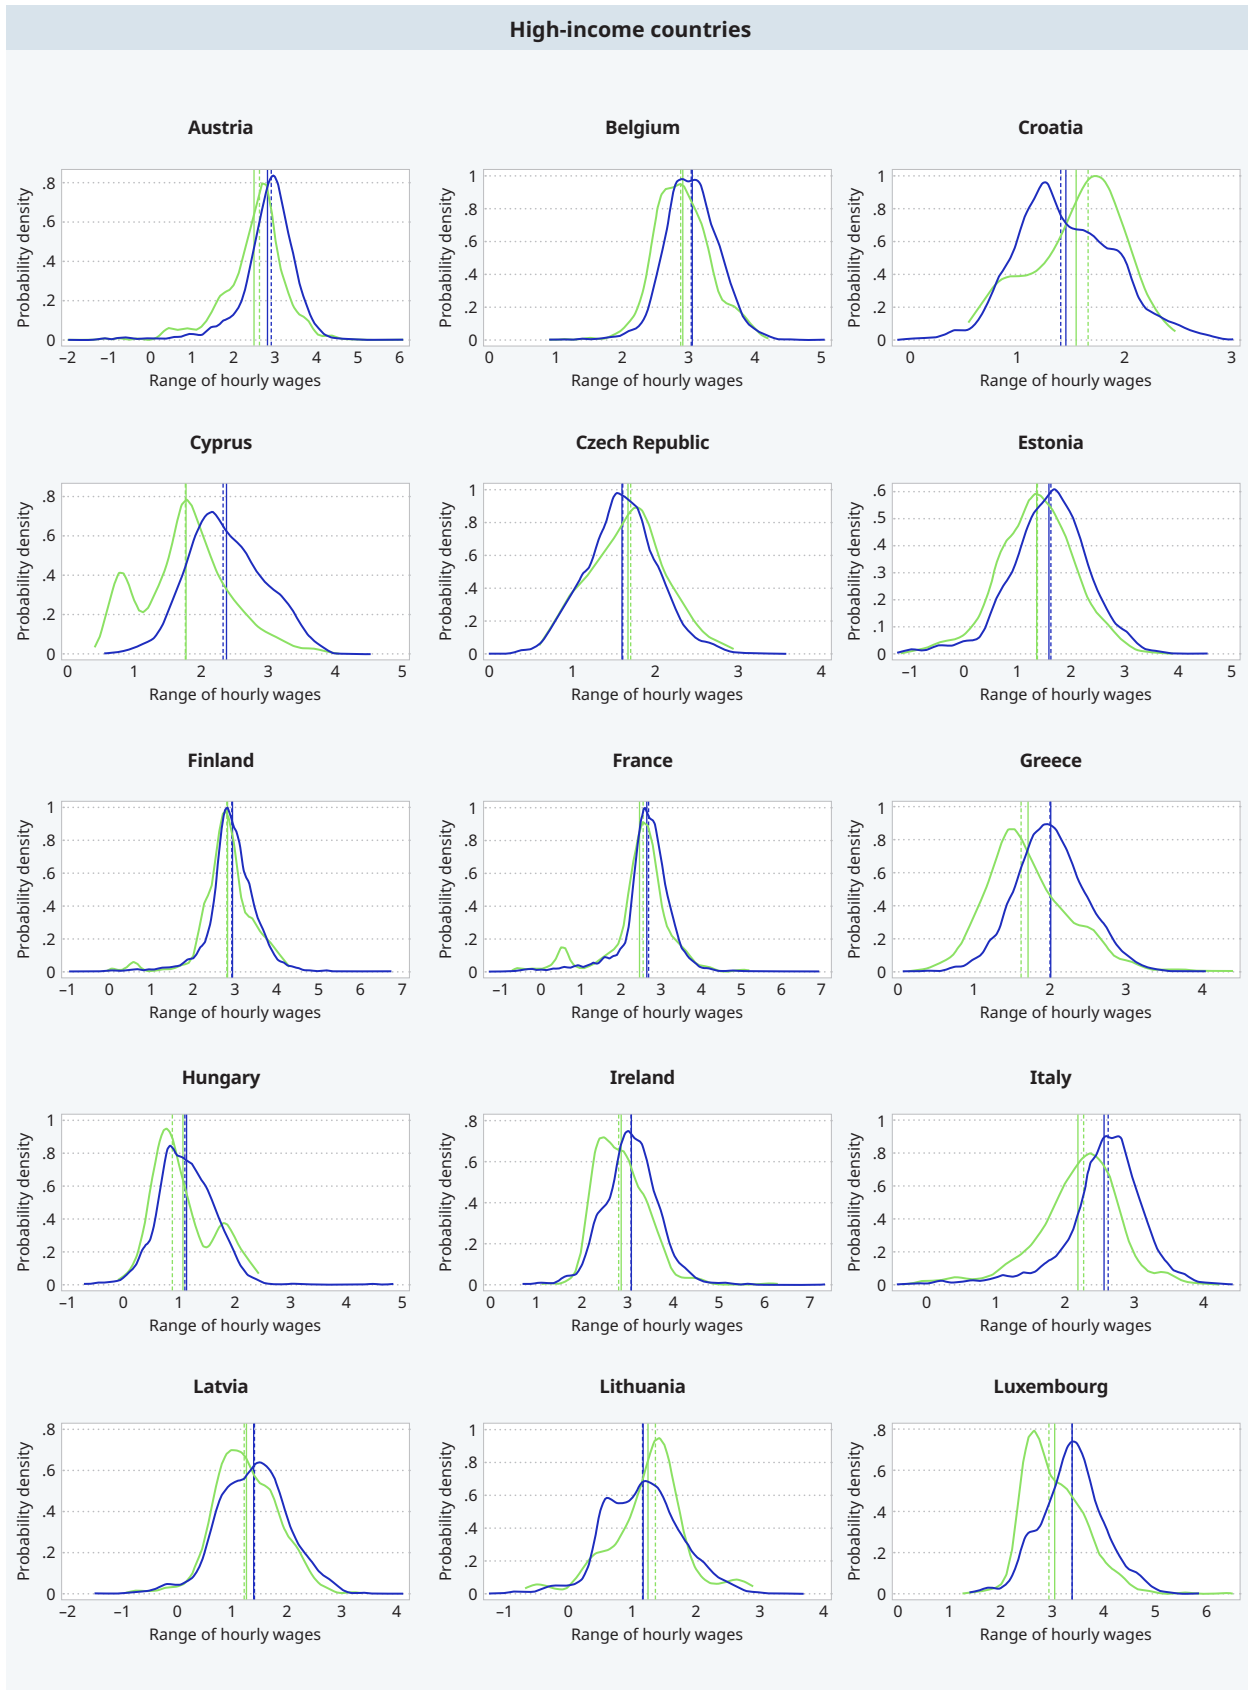 High-income countries
Austria
Belgium
Croatia
Probability density
.8
.6
.4
.2
0
−2 −1 0 1 2 3 4 5 6
Range of hourly wages
Probability density
1
.8
.6
.4
.2
0
0 1 2 3 4 5
Range of hourly wages
Probability density
1
.8
.6
.4
.2
0
0 1 2 3
Range of hourly wages
Cyprus
Czech Republic
Estonia
Probability density
.8
.6
.4
.2
0
0 1 2 3 4 5
Range of hourly wages
Probability density
1
.8
.6
.4
.2
0
0 1 2 3 4
Range of hourly wages
Probability density
.6
.5
.4
.3
.2
.1
0
−1 0 1 2 3 4 5
Range of hourly wages
Finland
France
Greece
Probability density
1
.8
.6
.4
.2
0
−1 0 1 2 3 4 5 6 7
Range of hourly wages
Probability density
1
.8
.6
.4
.2
0
−1 0 1 2 3 4 5 6 7
Range of hourly wages
Probability density
1
.8
.6
.4
.2
0
0 1 2 3 4
Range of hourly wages
Hungary
Ireland
Italy
Probability density
1
.8
.6
.4
.2
0
−1 0 1 2 3 4 5
Range of hourly wages
Probability density
.8
.6
.4
.2
0
0 1 2 3 4 5 6 7
Range of hourly wages
Probability density
1
.8
.6
.4
.2
0
0 1 2 3 4
Range of hourly wages
Latvia
Lithuania
Luxembourg
Probability density
.8
.6
.4
.2
0
−2 −1 0 1 2 3 4
Range of hourly wages
Probability density
1
.8
.6
.4
.2
0
−1 0 1 2 3 4
Range of hourly wages
Probability density
.8
.6
.4
.2
0
0 1 2 3 4 5 6
Range of hourly wages